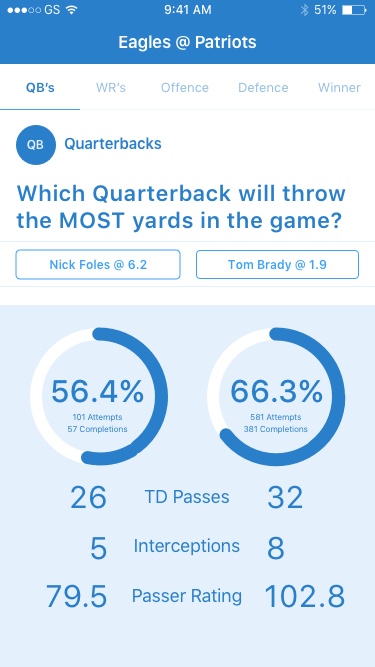 GS 9:41 AM 51%
Eagles @ Patriots
QB's WR's Offence Defence Winner
QB Quarterbacks
Which Quarterback will throw
the MOST yards in the game?
Nick Foles @ 6.2 Tom Brady @ 1.9
56.4% 66.3%
101 Attempts 581 Attempts
57 Completions 381 Completions
26 TD Passes 32
5 Interceptions 8
79.5 Passer Rating 102.8